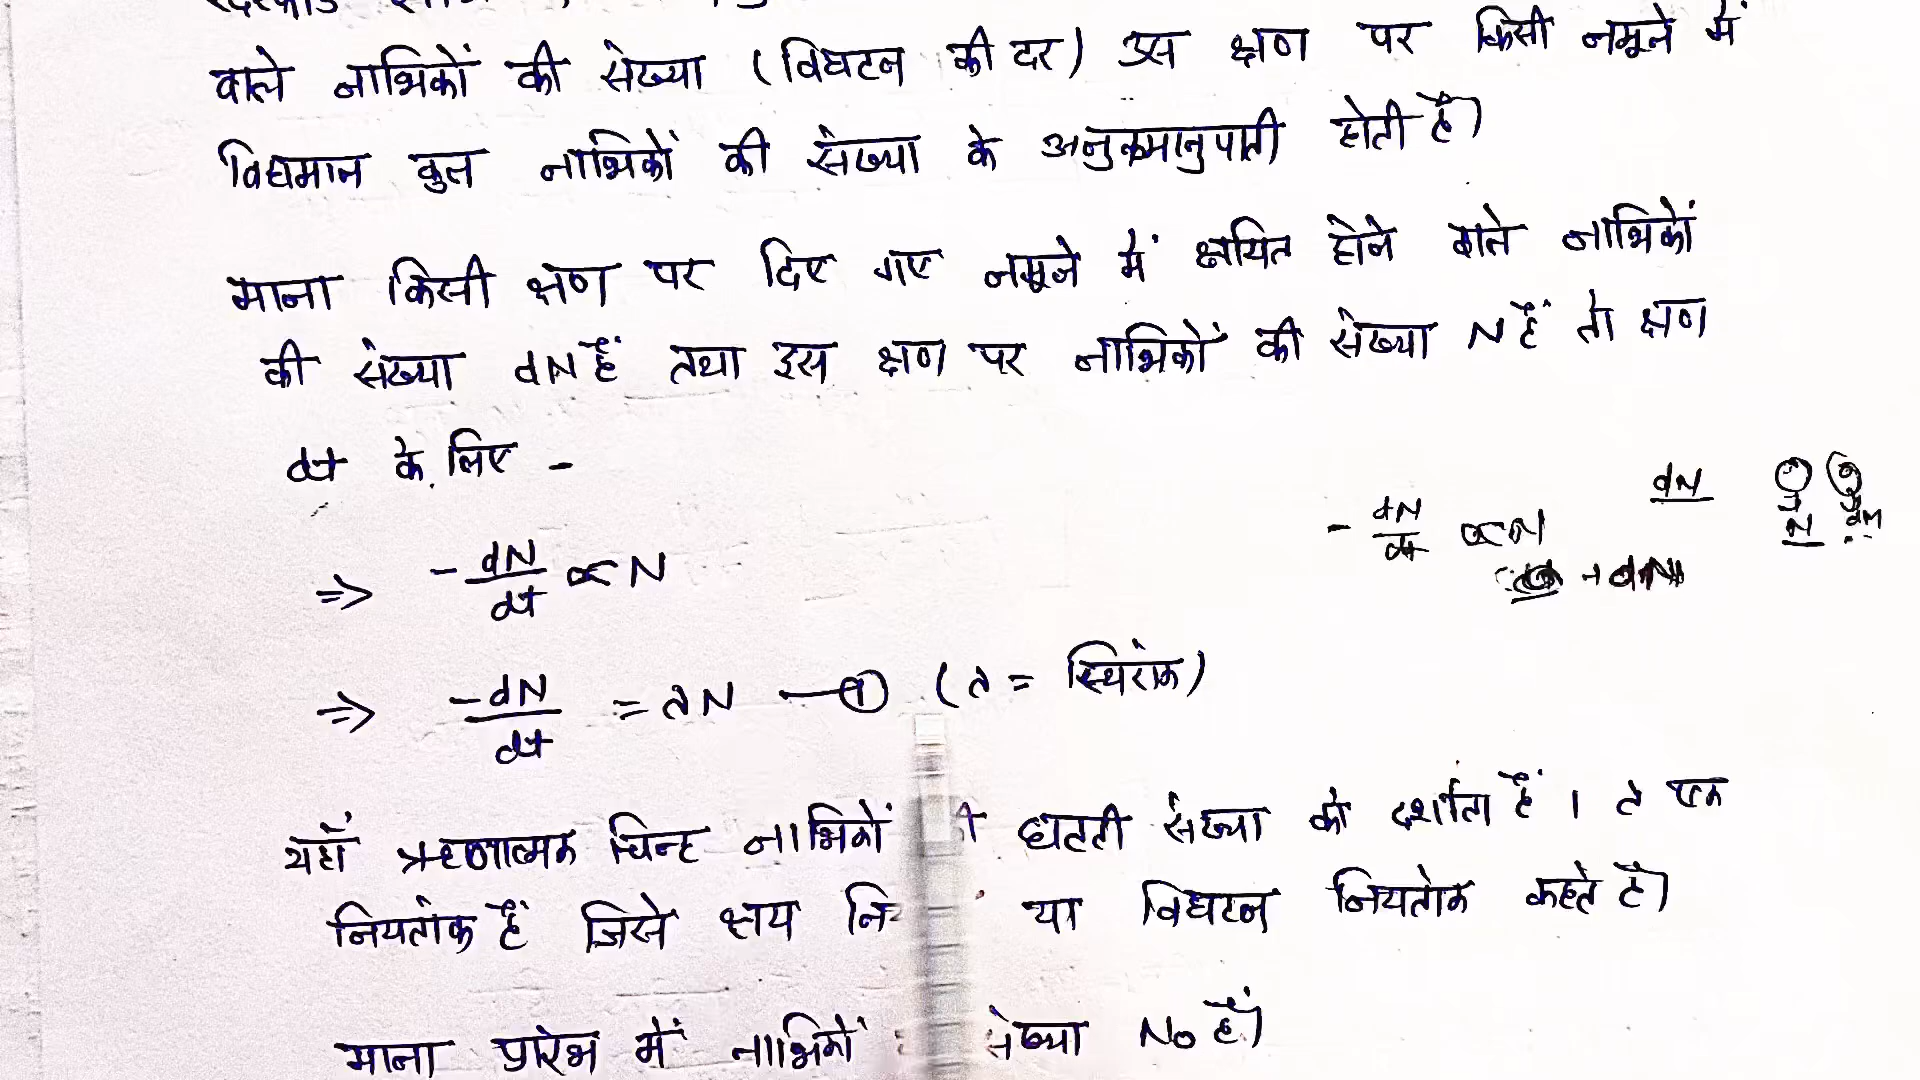 वाले नाभिकों की संख्या (विघटन की दर) उस क्षण पर किसी नमूने में
विद्यमान कुल नाभिकों की संख्या के अनुक्रमानुपाती होती है।
माना किसी क्षण पर दिए गए नमूने में क्षयित होने वाले नाभिकों
की संख्या dN हैं तथा इस क्षण पर नाभिकों की संख्या N हैं तो क्षण
dt के लिए -
⇒ -dN/dt ∝ N
-dN/dt ∝ N
dN
N dN
⇒ -dN/dt = λN —① (λ = स्थिरांक)
यहाँ ऋणात्मक चिन्ह नाभिकों घटती संख्या को दर्शाता हैं। λ एक
नियतांक हैं जिसे क्षय नि या विघटन नियतांक कहते है।
माना प्रारंभ में नाभिकों संख्या N₀ हैं।